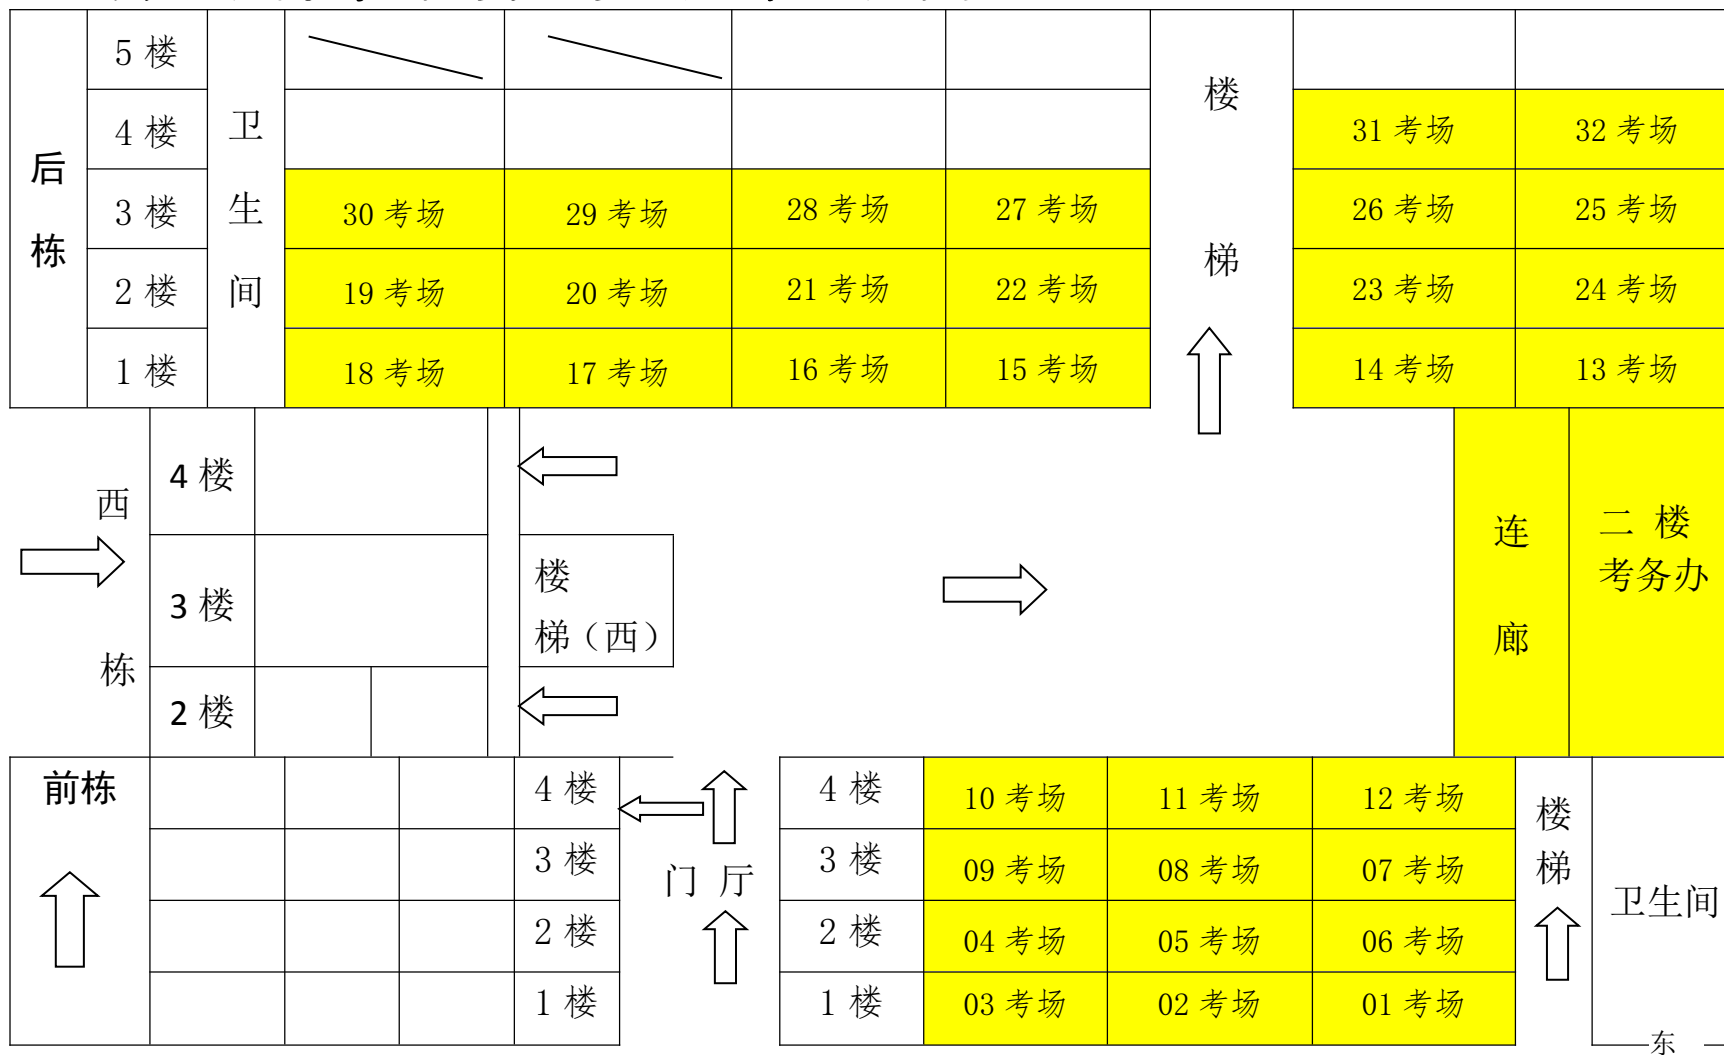 后栋
5 楼
4 楼
3 楼
2 楼
1 楼
卫生间
楼梯
31 考场 32 考场
30 考场 29 考场 28 考场 27 考场 26 考场 25 考场
19 考场 20 考场 21 考场 22 考场 23 考场 24 考场
18 考场 17 考场 16 考场 15 考场 14 考场 13 考场
西栋
4 楼
3 楼
2 楼
楼
梯（西）
连廊
二 楼
考务办
前栋
4 楼
3 楼
2 楼
1 楼
门 厅
4 楼 10 考场 11 考场 12 考场
3 楼 09 考场 08 考场 07 考场
2 楼 04 考场 05 考场 06 考场
1 楼 03 考场 02 考场 01 考场
楼梯
卫生间
东